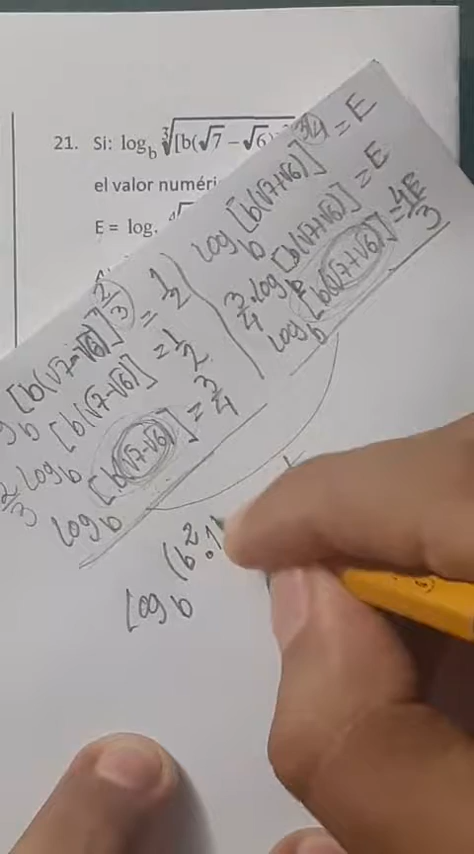 21. Si: log_b ∛[b(√7 − √6)
el valor numéri
E = log
[b(√7−√6)]^(2/3) = 1/2
2/3 log_b [b(√7−√6)] = 1/2
log_b [b(√7−√6)] = 3/4
log_b [b(√7+√6)]^(3/4) = E
3/4 log_b [b(√7+√6)] = E
log_b [b(√7+√6)] = 4E/3
log_b (b².1